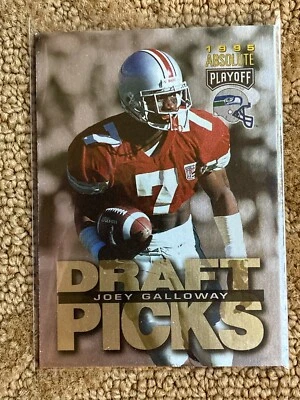 1995
ABSOLUTE
PLAYOFF
7
DRAFT
JOEY GALLOWAY
PICKS